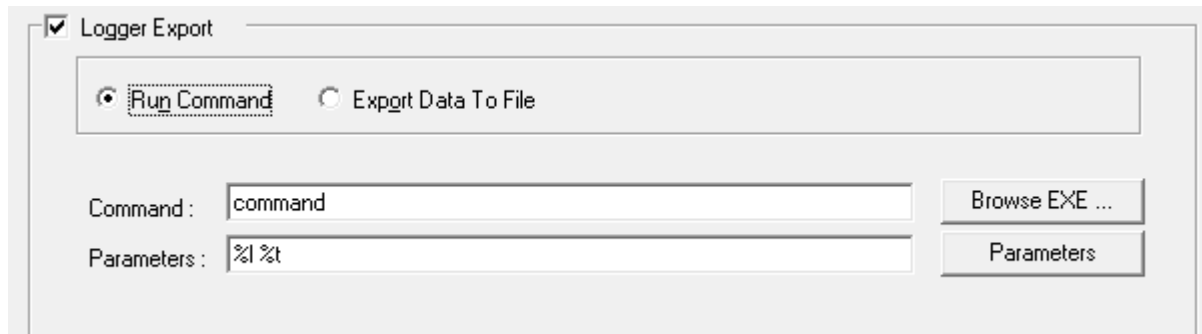 Logger Export
Run Command Export Data To File
Command : command Browse EXE ...
Parameters : %l %t Parameters